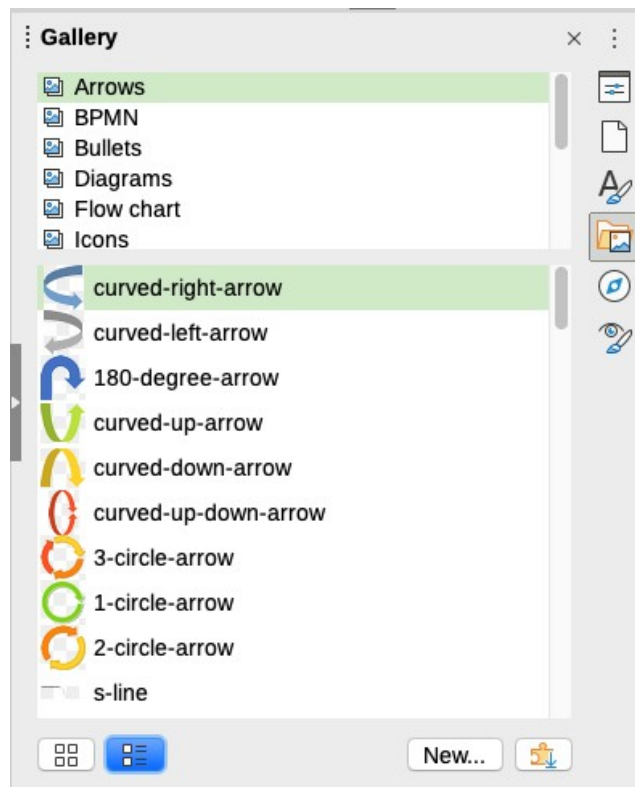 Gallery
Arrows
BPMN
Bullets
Diagrams
Flow chart
Icons
curved-right-arrow
curved-left-arrow
180-degree-arrow
curved-up-arrow
curved-down-arrow
curved-up-down-arrow
3-circle-arrow
1-circle-arrow
2-circle-arrow
s-line
New...